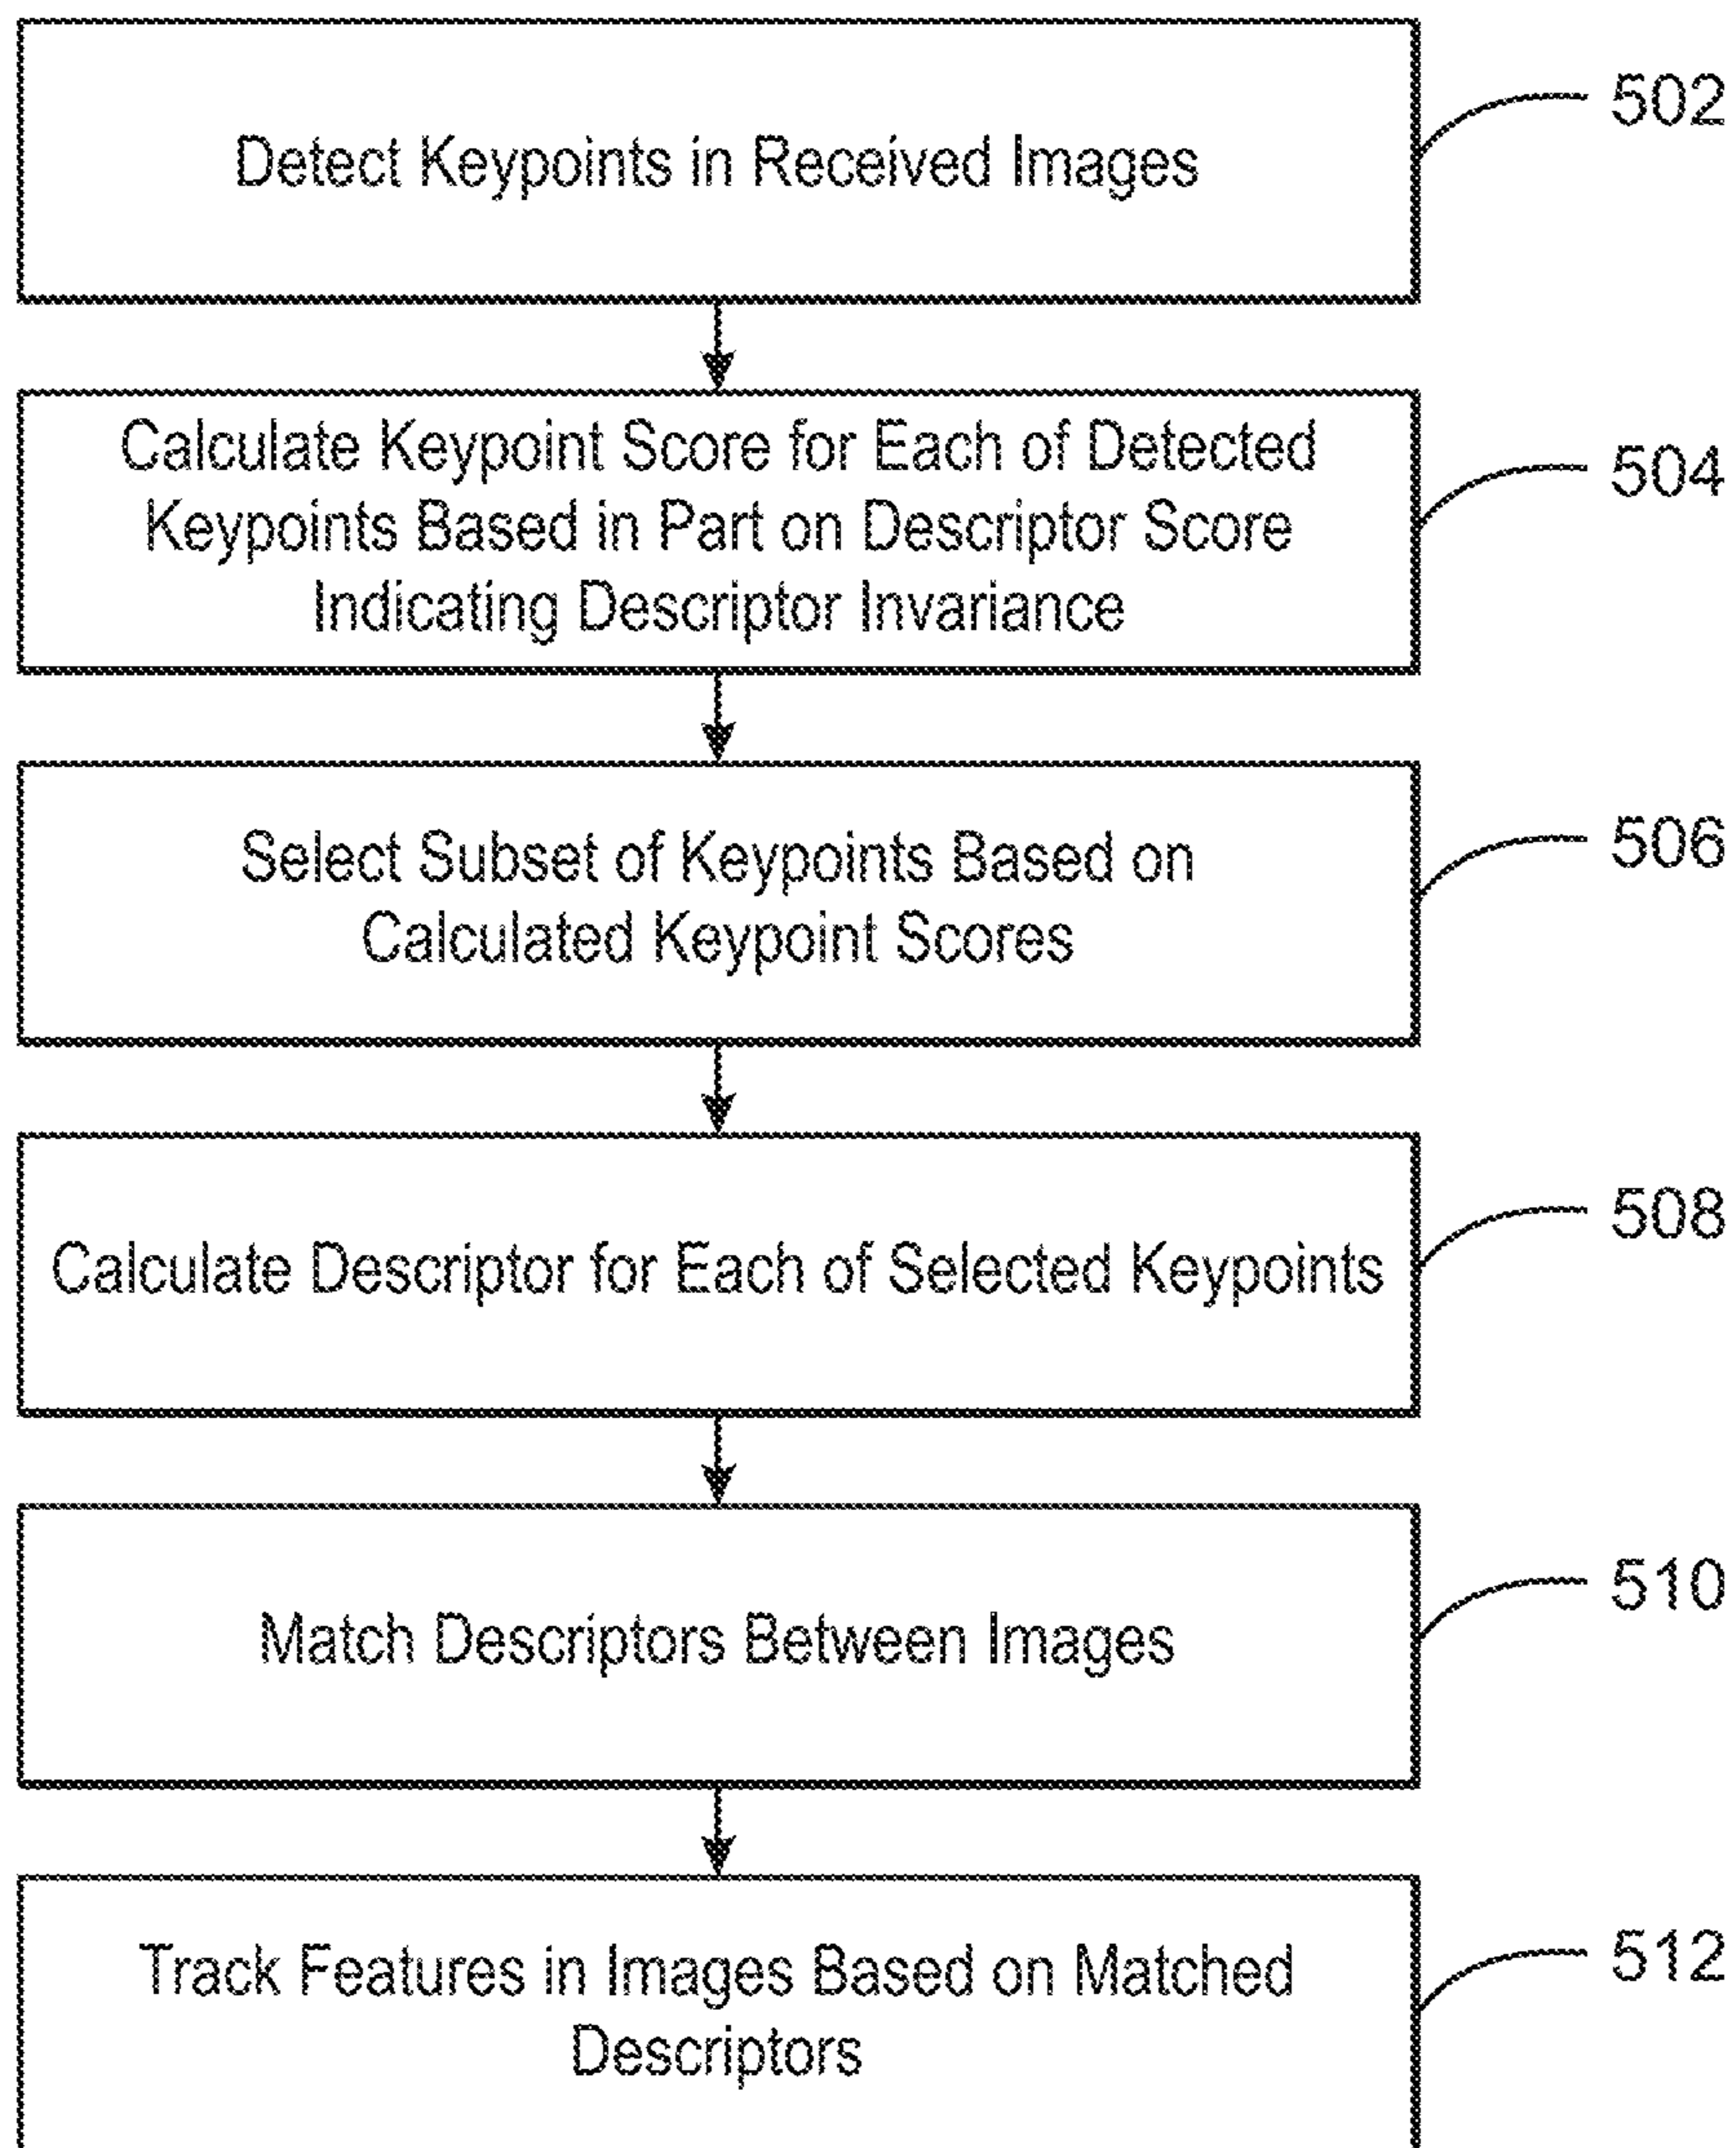 Detect Keypoints in Received Images
502
Calculate Keypoint Score for Each of Detected
Keypoints Based in Part on Descriptor Score
Indicating Descriptor Invariance
504
Select Subset of Keypoints Based on
Calculated Keypoint Scores
506
Calculate Descriptor for Each of Selected Keypoints
508
Match Descriptors Between Images
510
Track Features in Images Based on Matched
Descriptors
512